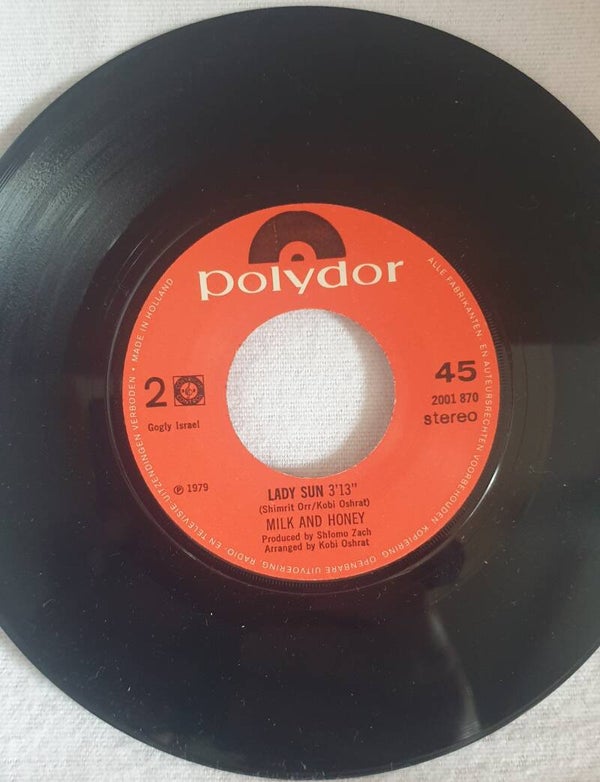 polydor
ALLE FABRIKANTEN- EN AUTEURSRECHTEN VOORBEHOUDEN · KOPIËRING, OPENBARE UITVOERING, RADIO- EN TELEVISIE UITZENDINGEN VERBODEN • MADE IN HOLLAND
2
45
2001 870
stereo
Gogly Israel
℗ 1979
LADY SUN 3'13"
(Shimrit Orr/Kobi Oshrat)
MILK AND HONEY
Produced by Shlomo Zach
Arranged by Kobi Oshrat